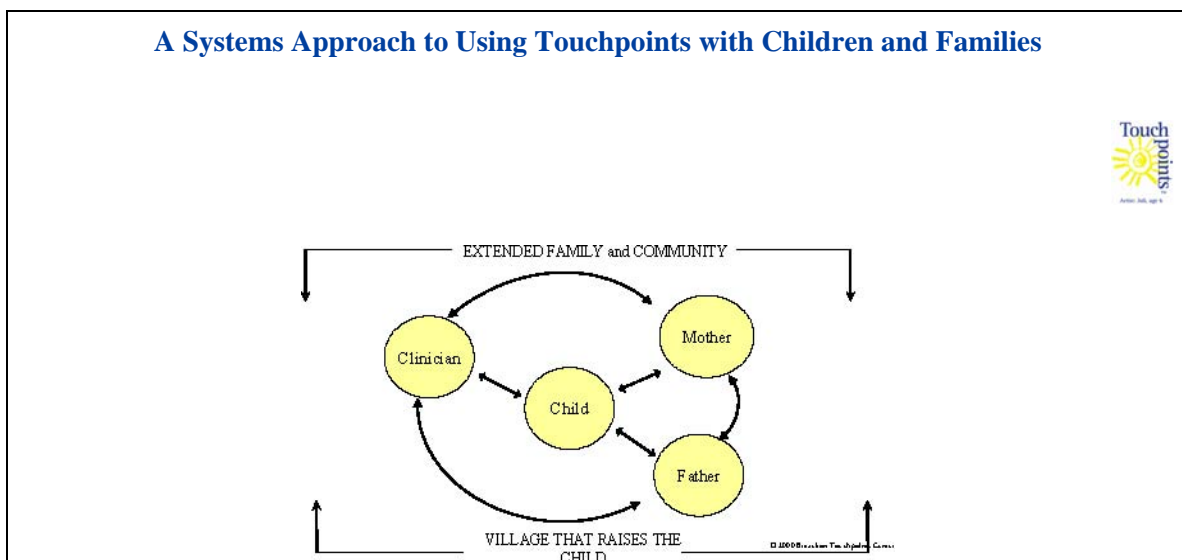 A Systems Approach to Using Touchpoints with Children and Families
Touch
points
EXTENDED FAMILY and COMMUNITY
Mother
Clinician
Child
Father
VILLAGE THAT RAISES THE
CHILD